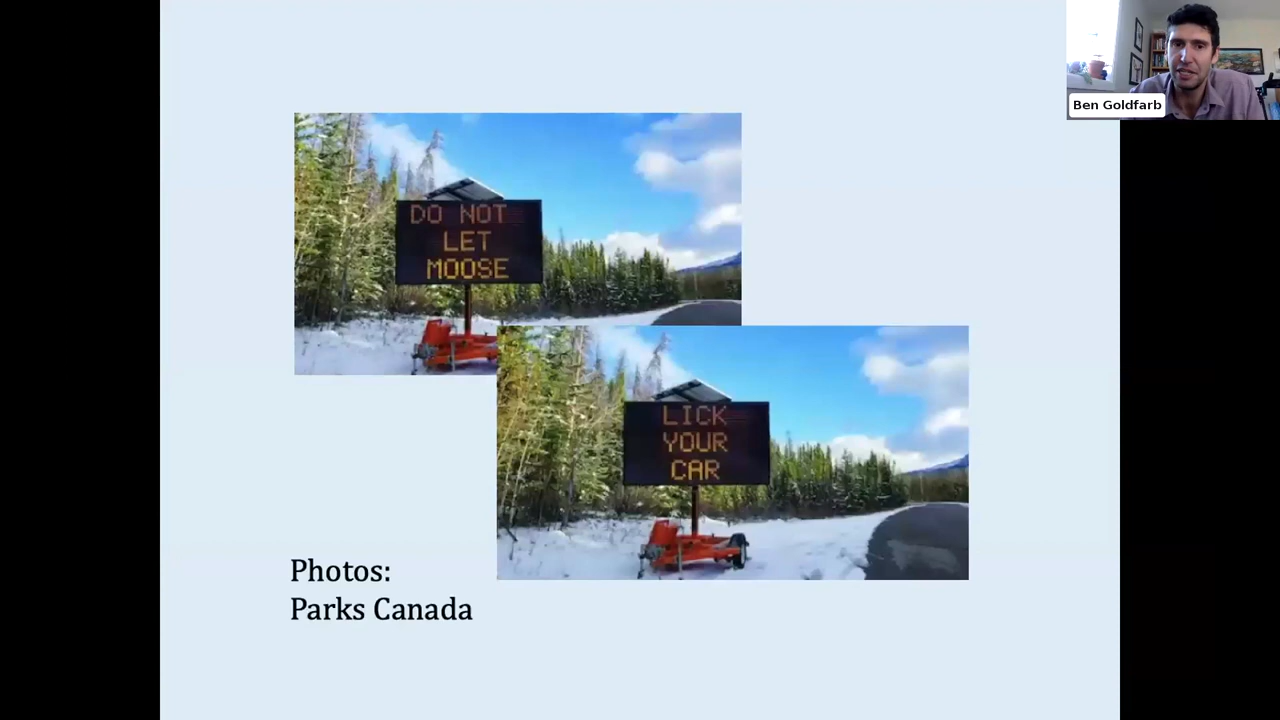 DO NOT
LET
MOOSE
LICK
YOUR
CAR
Photos:
Parks Canada
Ben Goldfarb